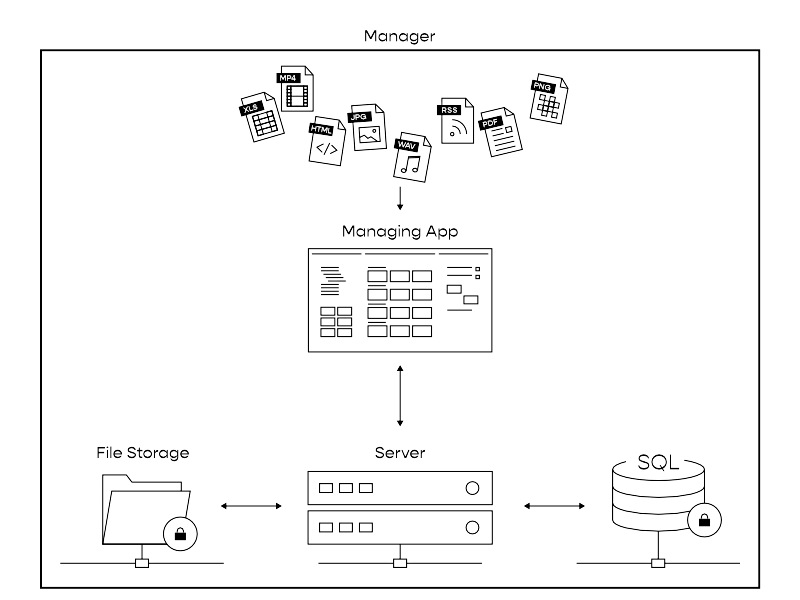 Manager
MP4
XLS
HTML
JPG
WAV
RSS
PDF
PNG
Managing App
File Storage
Server
SQL